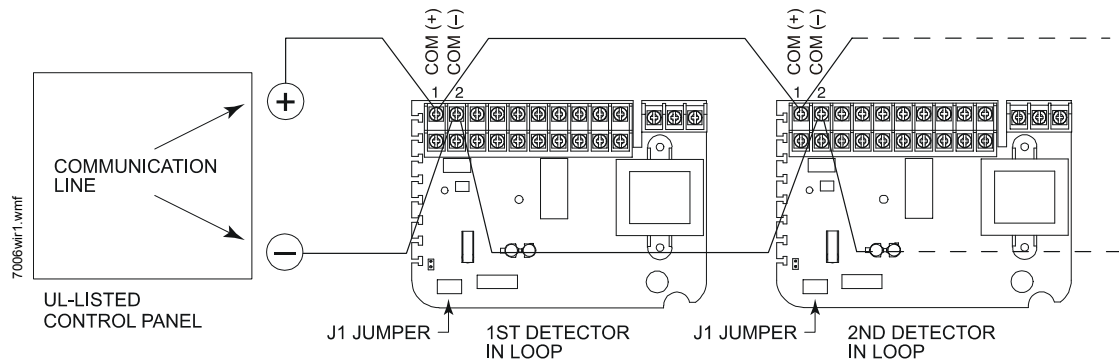 COM (+)
COM (–)
COM (+)
COM (–)
1 2
1 2
+
COMMUNICATION
LINE
–
7006wir1.wmf
UL-LISTED
CONTROL PANEL
J1 JUMPER
1ST DETECTOR
IN LOOP
J1 JUMPER
2ND DETECTOR
IN LOOP